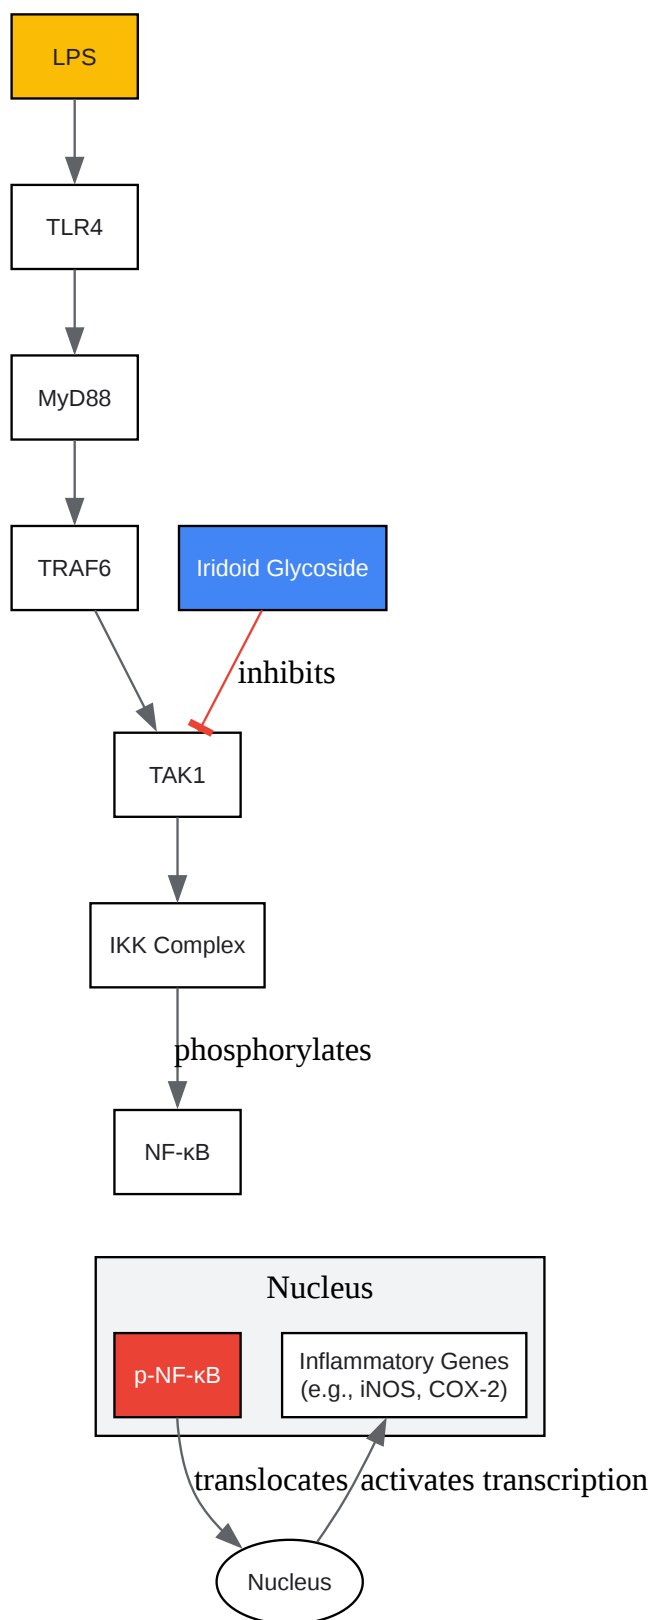 LPS
TLR4
MyD88
TRAF6
Iridoid Glycoside
inhibits
TAK1
IKK Complex
phosphorylates
NF-κB
Nucleus
p-NF-κB
Inflammatory Genes
(e.g., iNOS, COX-2)
translocates
activates transcription
Nucleus